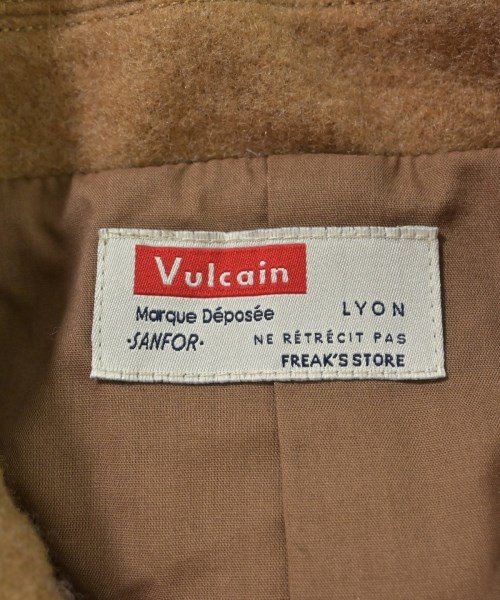 Vulcain
Marque Déposée LYON
·SANFOR· NE RÉTRÉCIT PAS
FREAK'S STORE